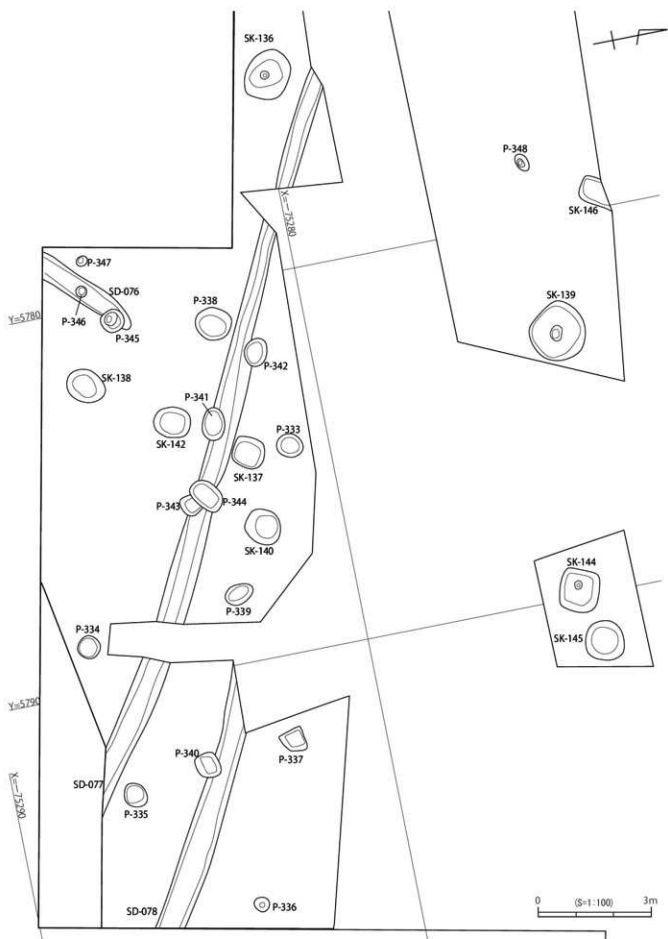 SK-136
P-348
SK-146
X=—75280
P-347
SD-076
P-346
P-345
Y=5780
P-338
SK-139
P-342
SK-138
P-341
SK-142
P-333
SK-137
P-343
P-344
SK-140
SK-144
P-339
P-334
SK-145
Y=5790
P-340
P-337
X=—75290
SD-077
P-335
SD-078
P-336
0 (S=1:100) 3m